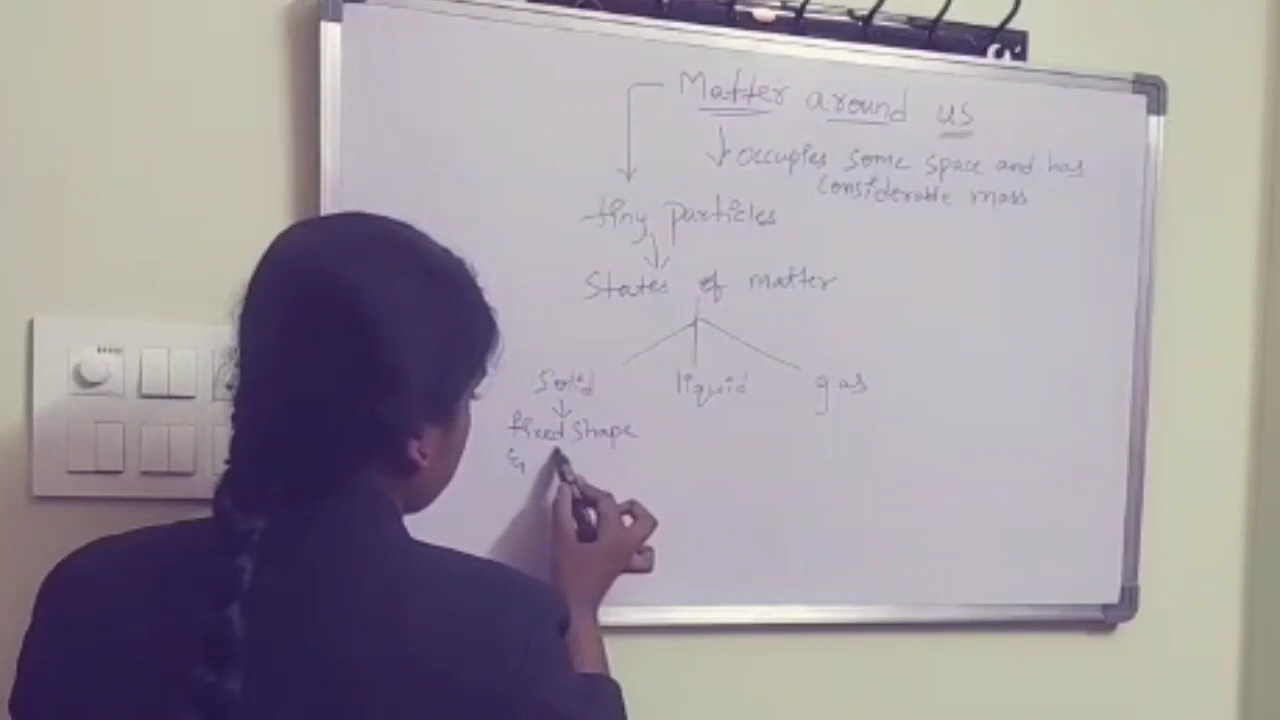 Matter around us
occupies some space and has
considerable mass
tiny particles
States of matter
Solid liquid gas
fixed shape
&